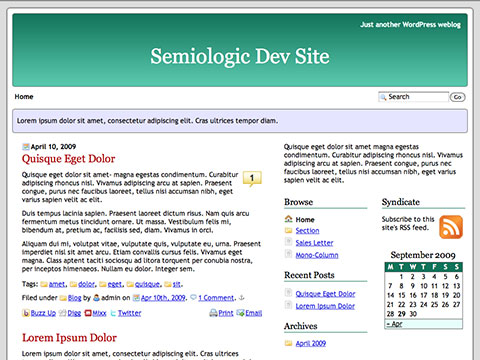 Just another WordPress weblog
Semiologic Dev Site
Home
Search Go
Lorem ipsum dolor sit amet, consectetur adipiscing elit. Cras ultrices tempor diam.
April 10, 2009
Quisque Eget Dolor
1
Quisque eget dolor sit amet- magna egestas condimentum. Curabitur
adipiscing rhoncus nisl. Vivamus adipiscing arcu at sapien. Praesent
congue, purus nec faucibus laoreet, tellus nisi accumsan nibh, eget
varius sapien velit ac elit.
Duis tempus lacinia sapien. Praesent laoreet dictum risus. Nam quis arcu
fermentum metus tincidunt ornare. Ut massa. Vestibulum felis mi,
bibendum at, pretium ac, facilisis sed, diam. Vivamus in orci.
Aliquam dui mi, volutpat vitae, vulputate quis, vulputate eu, urna. Praesent
imperdiet nisl sit amet arcu. Etiam convallis cursus felis. Vivamus eget
magna. Class aptent taciti sociosqu ad litora torquent per conubia nostra,
per inceptos himenaeos. Nullam eu dolor. Integer sem.
Tags: amet, dolor, eget, quisque, sit.
Filed under Blog by admin on Apr 10th, 2009. 1 Comment.
Buzz Up Digg Mixx Twitter Print Email
Lorem Ipsum Dolor
Lorem ipsum dolor sit amet, consectetur adipiscing elit. Cras ultrices
Quisque eget dolor sit amet magna egestas
condimentum. Curabitur adipiscing rhoncus nisl. Vivamus
adipiscing arcu at sapien. Praesent congue, purus nec
faucibus laoreet, tellus nisi accumsan nibh, eget varius
sapien velit ac elit.
Browse
Home
Section
Sales Letter
Mono-Column
Recent Posts
Quisque Eget Dolor
Lorem Ipsum Dolor
Archives
April 2009
Syndicate
Subscribe to this
site's RSS feed.
September 2009
M T W T F S S
1 2 3 4 5 6
7 8 9 10 11 12 13
14 15 16 17 18 19 20
21 22 23 24 25 26 27
28 29 30
« Apr